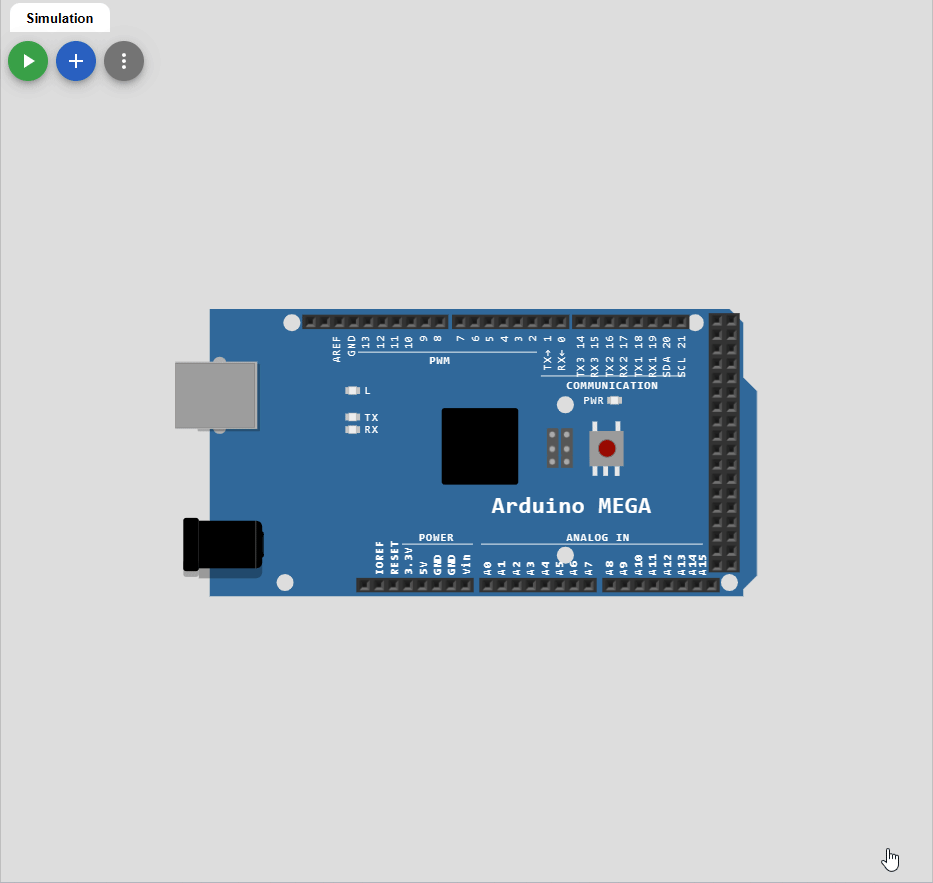 Simulation
AREF
GND
13
12
11
10
9
8
7
6
5
4
3
2
TX→ 1
RX← 0
TX3 14
RX3 15
TX2 16
RX2 17
TX1 18
RX1 19
SDA 20
SCL 21
PWM
COMMUNICATION
PWR
L
TX
RX
Arduino MEGA
POWER
ANALOG IN
IOREF
RESET
3.3V
5V
GND
GND
Vin
A0
A1
A2
A3
A4
A5
A6
A7
A8
A9
A10
A11
A12
A13
A14
A15